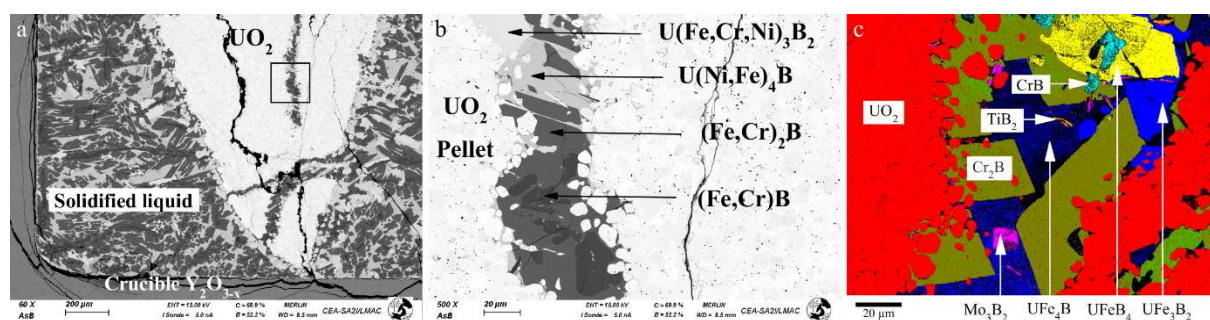 a
UO2
Solidified liquid
Crucible Y2O3-x
60 X
AsB
200 µm
EHT = 15.00 kV
I Sonde = 5.0 nA
C = 68.9 %
B = 52.2 %
MERLIN
WD = 8.5 mm
CEA-SA2I/LMAC
b
U(Fe,Cr,Ni)3B2
U(Ni,Fe)4B
UO2
Pellet
(Fe,Cr)2B
(Fe,Cr)B
500 X
AsB
20 µm
EHT = 15.00 kV
I Sonde = 5.0 nA
C = 60.9 %
B = 52.2 %
MERLIN
WD = 8.5 mm
CEA-SA2I/LMAC
c
CrB
UO2
TiB2
Cr2B
20 µm
Mo3B2
UFe4B
UFeB4
UFe3B2